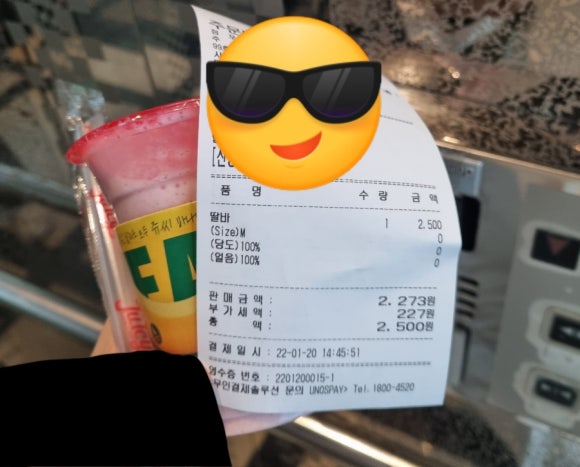 품 명 수 량 금 액
딸바 1 2,500
(Size)M 0
(당도)100% 0
(얼음)100% 0
판 매 금 액 : 2,273원
부 가 세 액 : 227원
총 액 : 2,500원
결 제 일 시 : 22-01-20 14:45:51
영수증 번호 : 2201200015-1
무인결제솔루션 문의 UNOSPAY> Tel.1800-4520